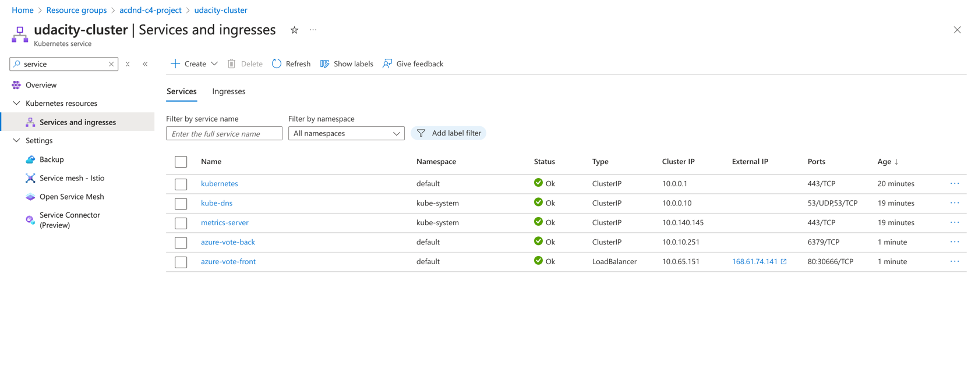 Home > Resource groups > acdnd-c4-project > udacity-cluster
udacity-cluster | Services and ingresses
Kubernetes service
service
Create Delete Refresh Show labels Give feedback
Overview
Kubernetes resources
Services and ingresses
Settings
Backup
Service mesh - Istio
Open Service Mesh
Service Connector
(Preview)
Services Ingresses
Filter by service name Filter by namespace
Enter the full service name All namespaces Add label filter
Name Namespace Status Type Cluster IP External IP Ports Age ↓
kubernetes default Ok ClusterIP 10.0.0.1 443/TCP 20 minutes
kube-dns kube-system Ok ClusterIP 10.0.0.10 53/UDP,53/TCP 19 minutes
metrics-server kube-system Ok ClusterIP 10.0.140.145 443/TCP 19 minutes
azure-vote-back default Ok ClusterIP 10.0.10.251 6379/TCP 1 minute
azure-vote-front default Ok LoadBalancer 10.0.65.151 168.61.74.141 80:30666/TCP 1 minute